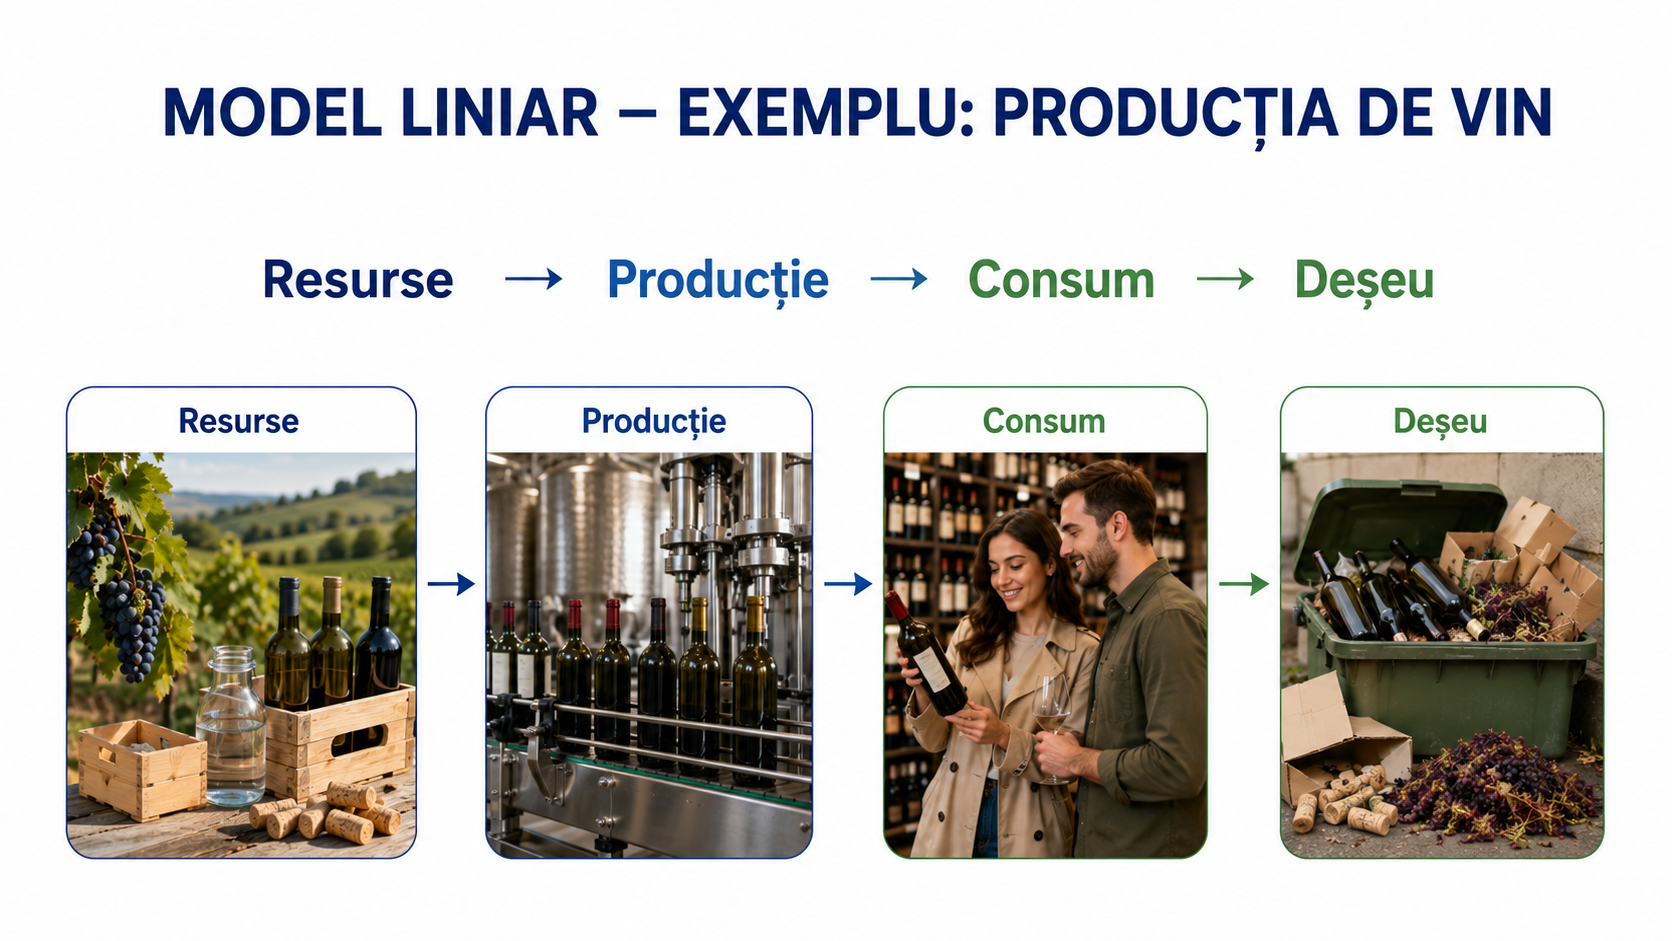 MODEL LINIAR – EXEMPLU: PRODUCȚIA DE VIN
Resurse → Producție → Consum → Deșeu
Resurse
Producție
Consum
Deșeu